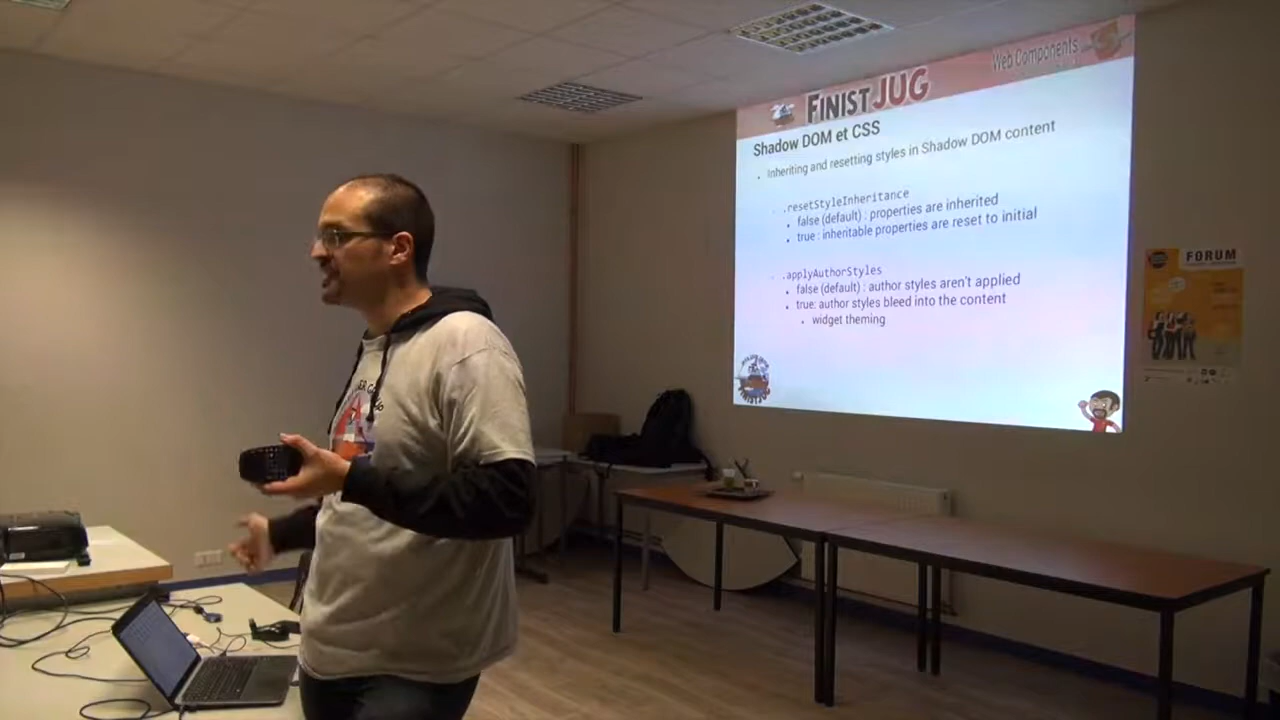 FINISTJUG
Web Components
Shadow DOM et CSS
Inheriting and resetting styles in Shadow DOM content
.resetStyleInheritance
false (default) : properties are inherited
true : inheritable properties are reset to initial
.applyAuthorStyles
false (default) : author styles aren't applied
true: author styles bleed into the content
widget theming
FINISTJUG
FORUM